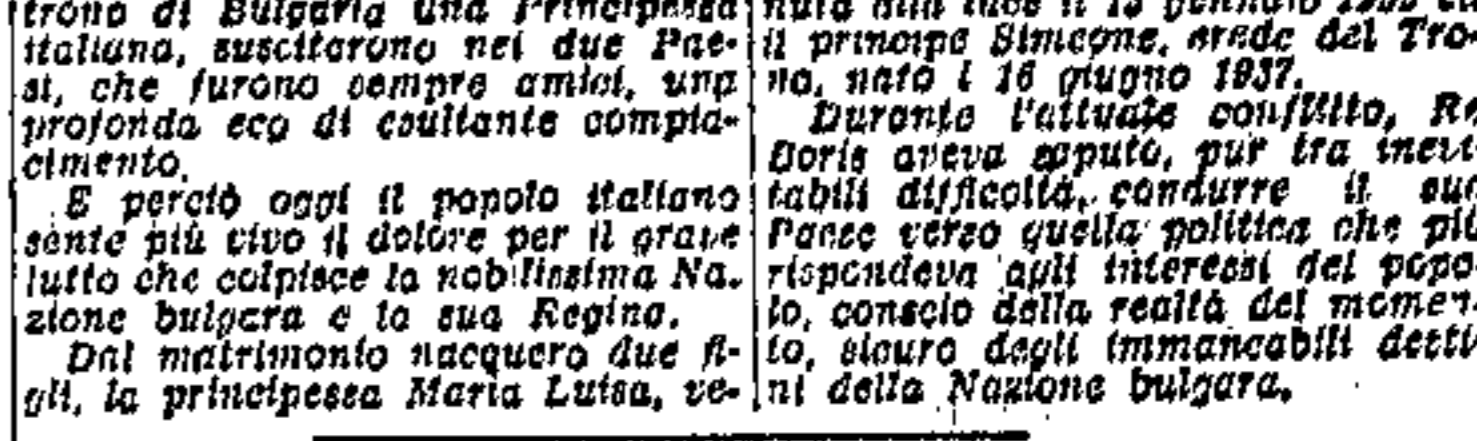 trono di Bulgaria una Principessa
italiana, suscitarono nei due Pae-
si, che furono sempre amici, una
profonda eco di esultante compia-
cimento.
E perciò oggi il popolo italiano
sente più vivo il dolore per il grave
lutto che colpisce la nobilissima Na-
zione bulgara e la sua Regina.
Dal matrimonio nacquero due fi-
gli, la principessa Maria Luisa, ve-
nuta alla luce il 13 gennaio
il principe Simeone, erede del Tro-
no, nato i 16 giugno 1937.
Durante l'attuale conflitto, Re
Boris aveva saputo, pur tra inevi-
tabili difficoltà, condurre il suo
Paese verso quella politica che più
rispondeva agli interessi del popo-
lo, conscio della realtà del momen-
to, sicuro degli immancabili desti-
ni della Nazione bulgara.